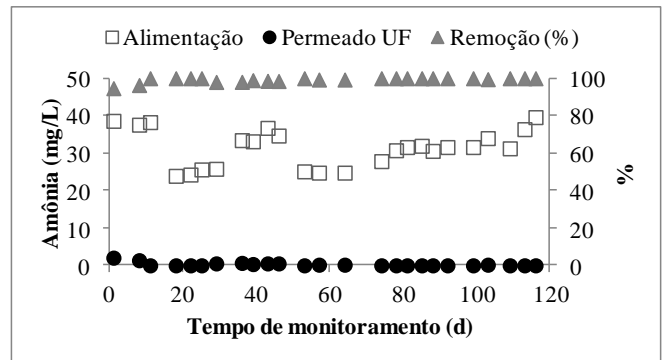 Alimentação Permeado UF Remoção (%)
50 100
40 80
30 60
20 40
10 20
0 0
0 20 40 60 80 100 120
Amônia (mg/L)
%
Tempo de monitoramento (d)